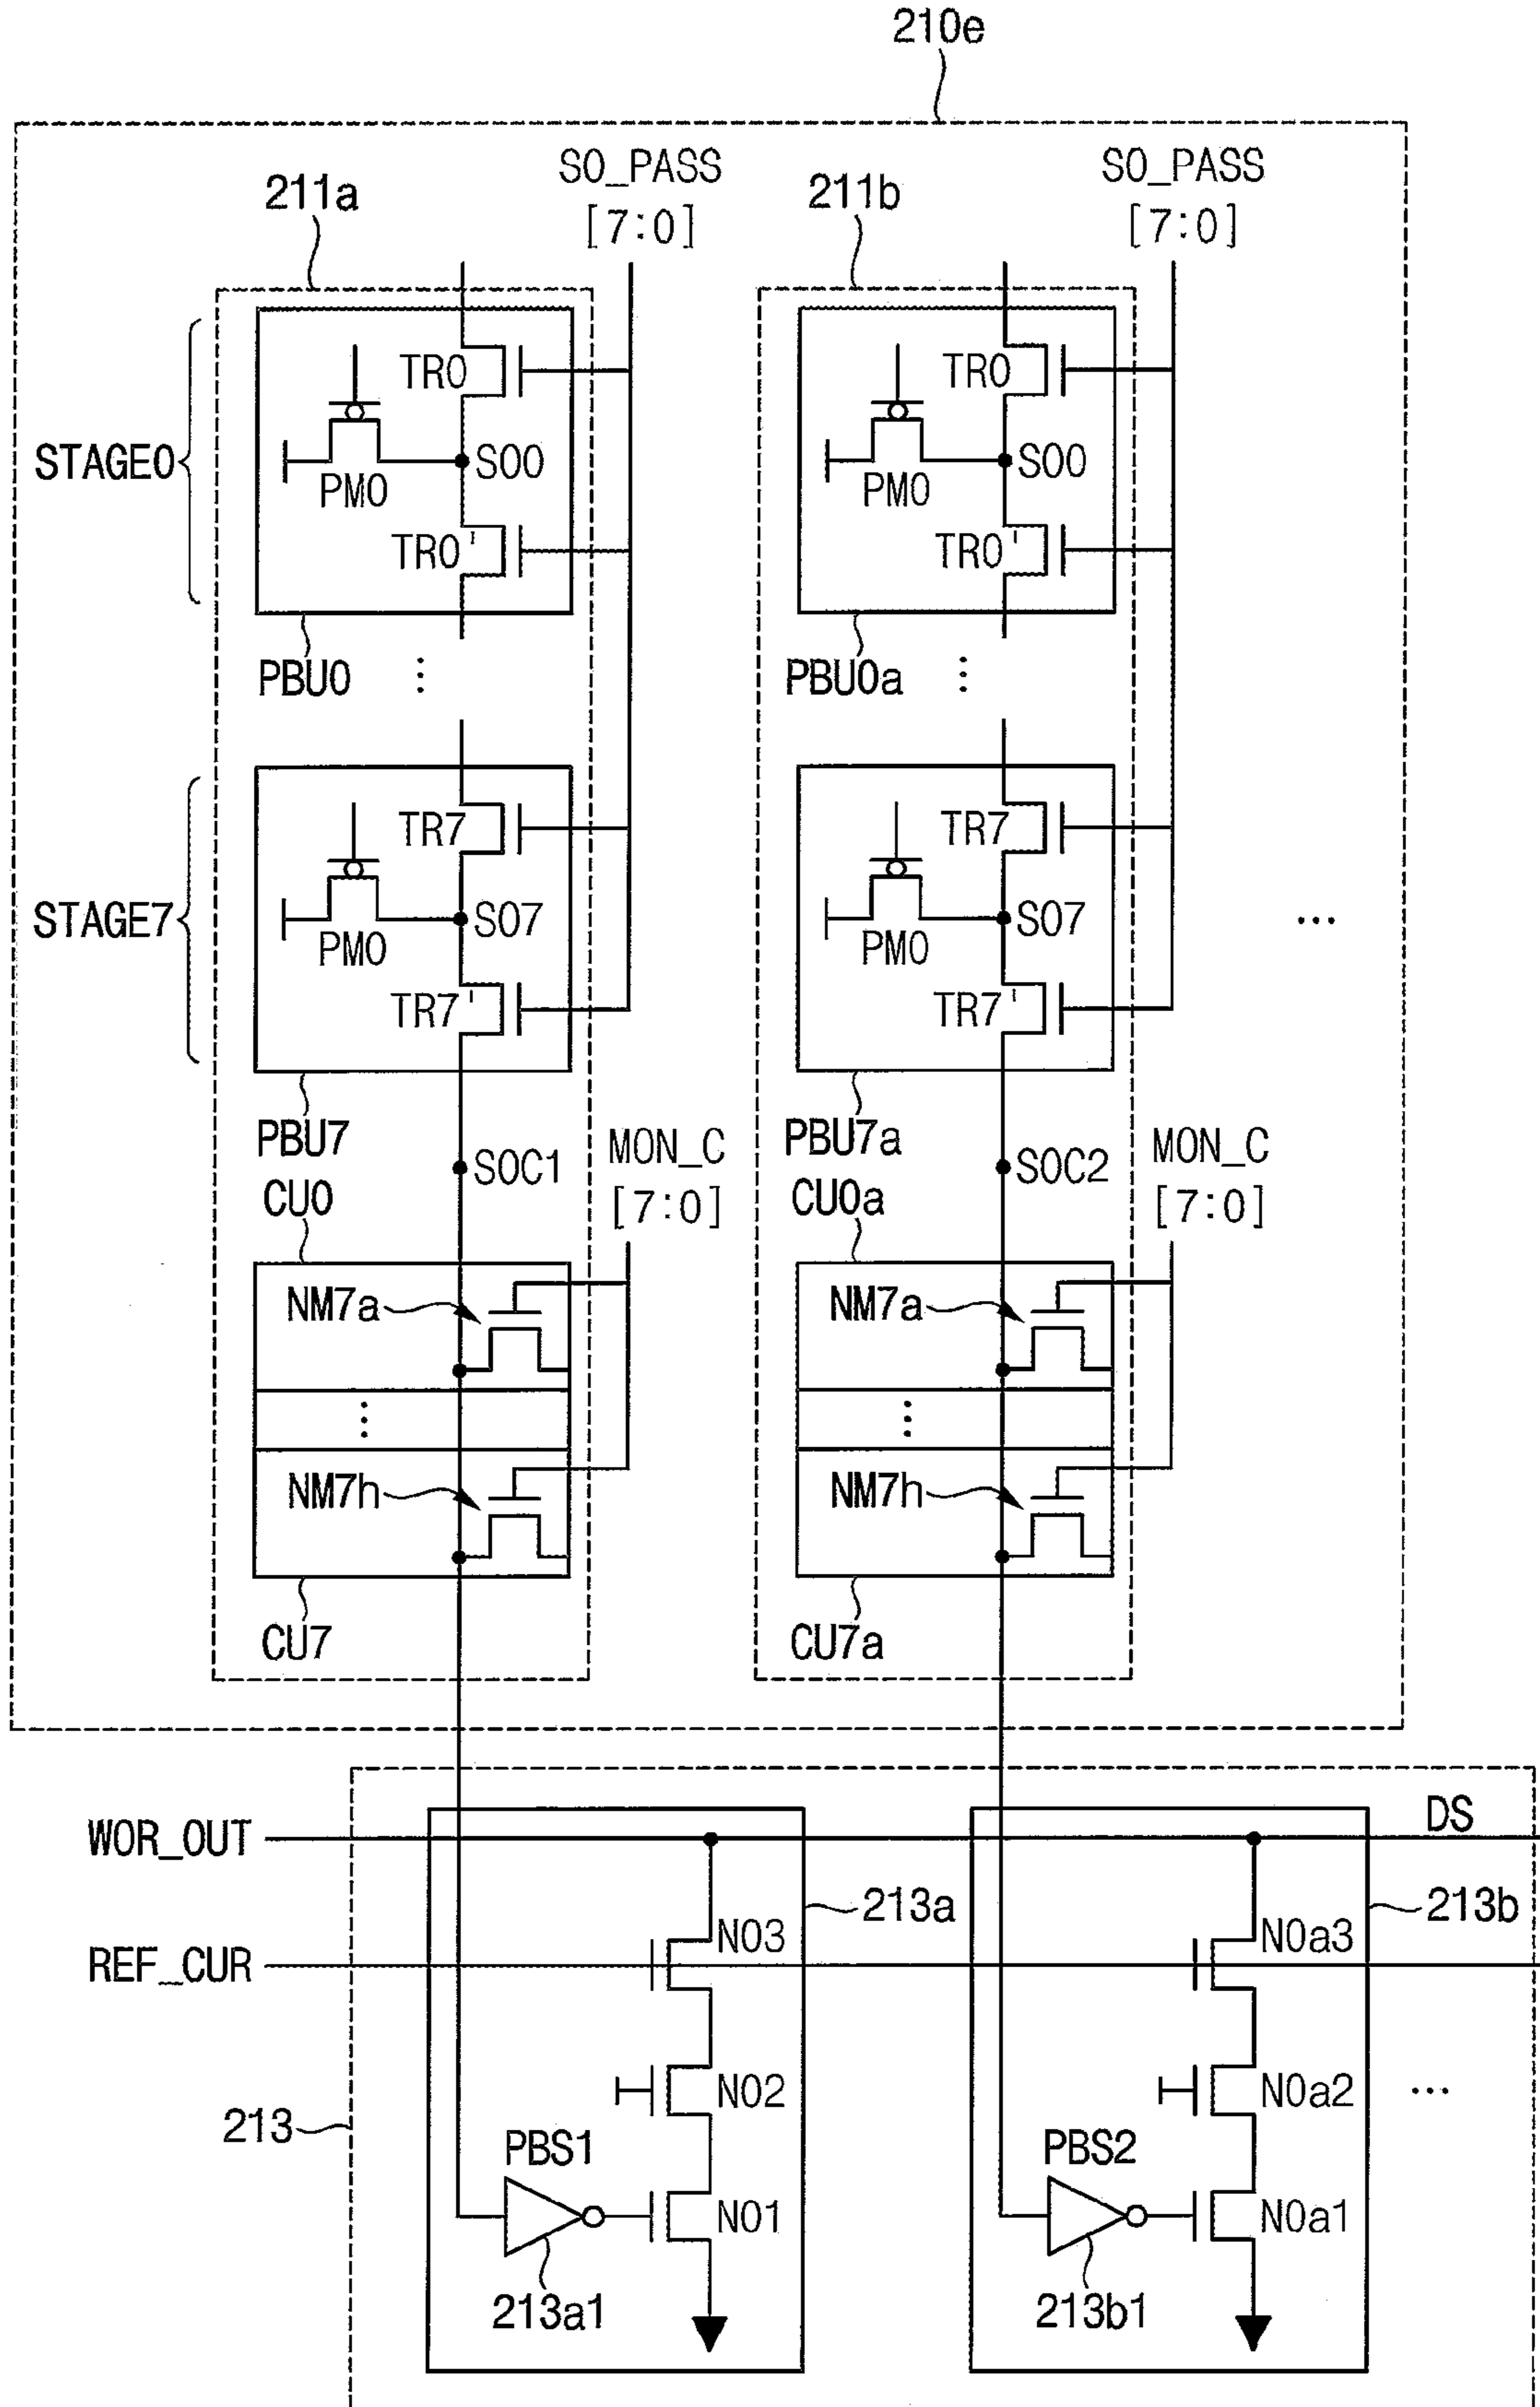 210e
SO_PASS
[7:0]
SO_PASS
[7:0]
211a
211b
STAGE0
TR0
PM0
SO0
TR0'
TR0
PM0
SO0
TR0'
PBU0
⋮
PBU0a
⋮
STAGE7
TR7
PM0
SO7
TR7'
TR7
PM0
SO7
TR7'
...
PBU7
CU0
SOC1
MON_C
[7:0]
PBU7a
CU0a
SOC2
MON_C
[7:0]
NM7a
⋮
NM7h
NM7a
⋮
NM7h
CU7
CU7a
WOR_OUT
DS
213a
213b
REF_CUR
N03
N0a3
N02
N0a2
...
213
PBS1
N01
PBS2
N0a1
213a1
213b1